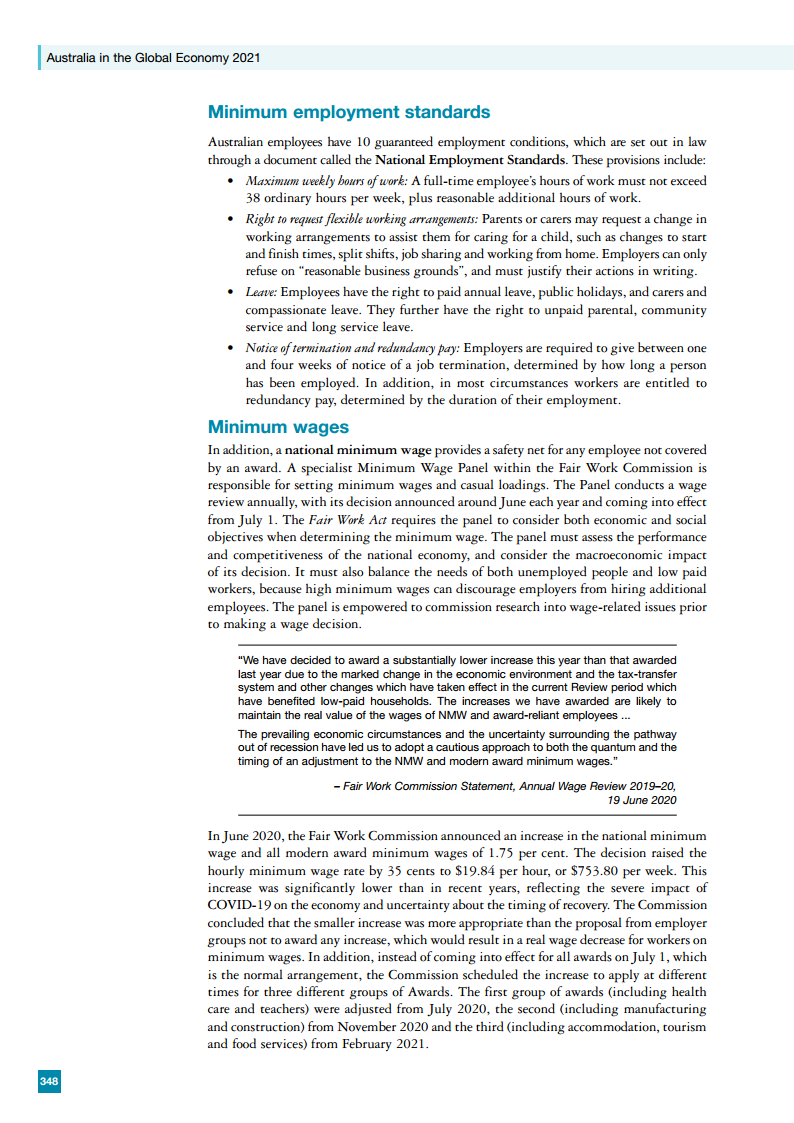 Australia in the Global Economy 2021
Minimum employment standards
Australian employees have 10 guaranteed employment conditions, which are set out in law
through a document called the National Employment Standards. These provisions include:
• Maximum weekly hours of work: A full-time employee's hours of work must not exceed
38 ordinary hours per week, plus reasonable additional hours of work.
• Right to request flexible working arrangements: Parents or carers may request a change in
working arrangements to assist them for caring for a child, such as changes to start
and finish times, split shifts, job sharing and working from home. Employers can only
refuse on “reasonable business grounds”, and must justify their actions in writing.
• Leave: Employees have the right to paid annual leave, public holidays, and carers and
compassionate leave. They further have the right to unpaid parental, community
service and long service leave.
• Notice of termination and redundancy pay: Employers are required to give between one
and four weeks of notice of a job termination, determined by how long a person
has been employed. In addition, in most circumstances workers are entitled to
redundancy pay, determined by the duration of their employment.
Minimum wages
In addition, a national minimum wage provides a safety net for any employee not covered
by an award. A specialist Minimum Wage Panel within the Fair Work Commission is
responsible for setting minimum wages and casual loadings. The Panel conducts a wage
review annually, with its decision announced around June each year and coming into effect
from July 1. The Fair Work Act requires the panel to consider both economic and social
objectives when determining the minimum wage. The panel must assess the performance
and competitiveness of the national economy, and consider the macroeconomic impact
of its decision. It must also balance the needs of both unemployed people and low paid
workers, because high minimum wages can discourage employers from hiring additional
employees. The panel is empowered to commission research into wage-related issues prior
to making a wage decision.
“We have decided to award a substantially lower increase this year than that awarded
last year due to the marked change in the economic environment and the tax-transfer
system and other changes which have taken effect in the current Review period which
have benefited low-paid households. The increases we have awarded are likely to
maintain the real value of the wages of NMW and award-reliant employees ...
The prevailing economic circumstances and the uncertainty surrounding the pathway
out of recession have led us to adopt a cautious approach to both the quantum and the
timing of an adjustment to the NMW and modern award minimum wages.”
– Fair Work Commission Statement, Annual Wage Review 2019–20,
19 June 2020
In June 2020, the Fair Work Commission announced an increase in the national minimum
wage and all modern award minimum wages of 1.75 per cent. The decision raised the
hourly minimum wage rate by 35 cents to $19.84 per hour, or $753.80 per week. This
increase was significantly lower than in recent years, reflecting the severe impact of
COVID-19 on the economy and uncertainty about the timing of recovery. The Commission
concluded that the smaller increase was more appropriate than the proposal from employer
groups not to award any increase, which would result in a real wage decrease for workers on
minimum wages. In addition, instead of coming into effect for all awards on July 1, which
is the normal arrangement, the Commission scheduled the increase to apply at different
times for three different groups of Awards. The first group of awards (including health
care and teachers) were adjusted from July 2020, the second (including manufacturing
and construction) from November 2020 and the third (including accommodation, tourism
and food services) from February 2021.
348